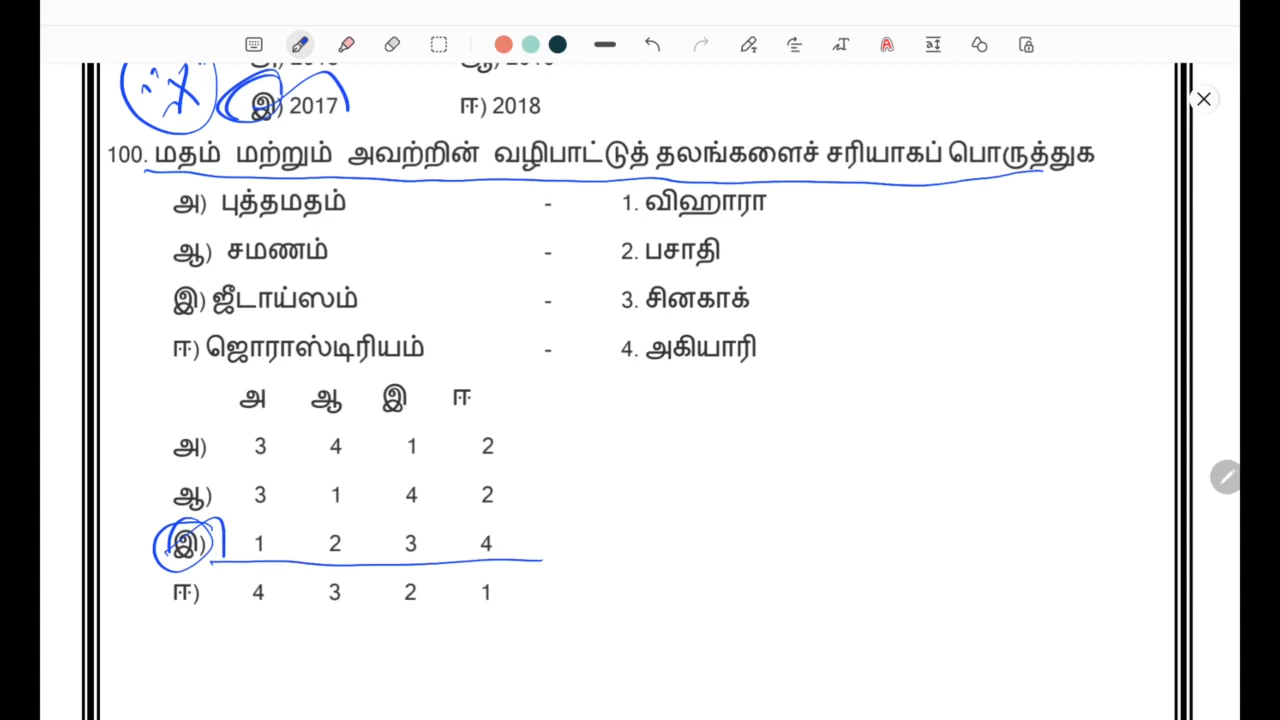 இ) 2017 ஈ) 2018
100. மதம் மற்றும் அவற்றின் வழிபாட்டுத் தலங்களைச் சரியாகப் பொருத்துக
அ) புத்தமதம் - 1. விஹாரா
ஆ) சமணம் - 2. பசாதி
இ) ஜீடாய்ஸம் - 3. சினகாக்
ஈ) ஜொராஸ்டிரியம் - 4. அகியாரி
அ ஆ இ ஈ
அ) 3 4 1 2
ஆ) 3 1 4 2
இ) 1 2 3 4
ஈ) 4 3 2 1